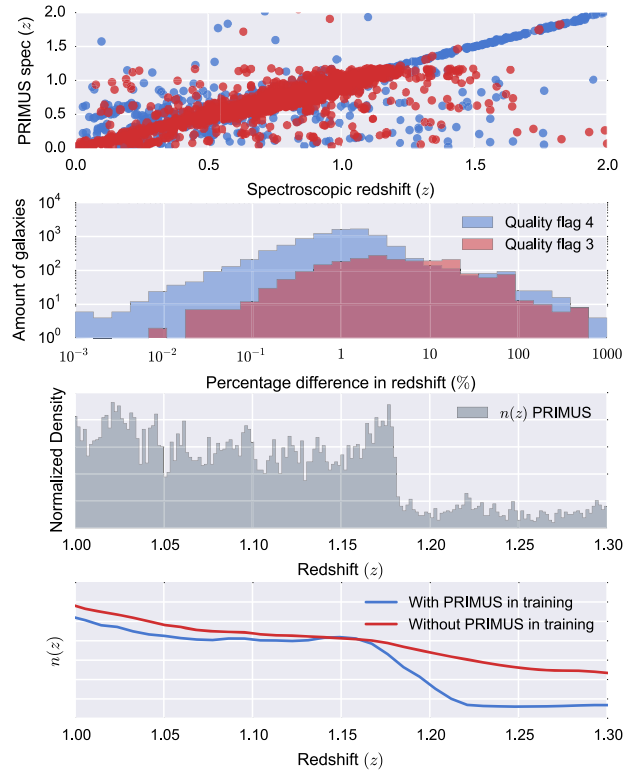 PRIMUS spec (z)
2.0
1.5
1.0
0.5
0.0
0.0 0.5 1.0 1.5 2.0
Spectroscopic redshift (z)
Amount of galaxies
10^4
10^3
10^2
10^1
10^0
Quality flag 4
Quality flag 3
10^−3 10^−2 10^−1 1 10 100 1000
Percentage difference in redshift (%)
Normalized Density
n(z) PRIMUS
1.00 1.05 1.10 1.15 1.20 1.25 1.30
Redshift (z)
n(z)
With PRIMUS in training
Without PRIMUS in training
1.00 1.05 1.10 1.15 1.20 1.25 1.30
Redshift (z)